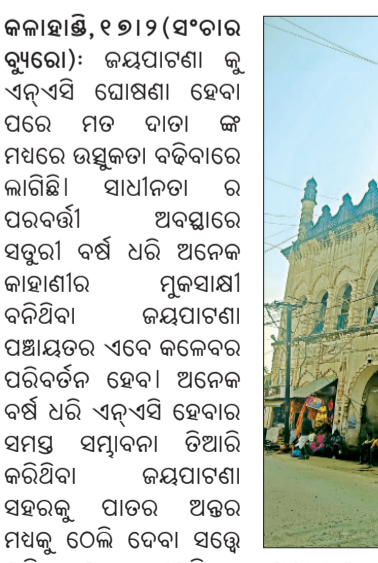 କଳାହାଣ୍ଡି,୧୭।୨(ସଂଚାର
ବ୍ୟୁରୋ): ଜୟପାଟଣା କୁ
ଏନ୍ଏସି ଘୋଷଣା ହେବା
ପରେ ମତ ଦାତା ଙ୍କ
ମଧ୍ୟରେ ଉତ୍ସୁକତା ବଢ଼ିବାରେ
ଲାଗିଛି। ସାଧୀନତା ର
ପରବର୍ତ୍ତୀ ଅବସ୍ଥାରେ
ସତୁରୀ ବର୍ଷ ଧରି ଅନେକ
କାହାଣୀର ମୁକସାକ୍ଷୀ
ବନିଥିବା ଜୟପାଟଣା
ପଞ୍ଚାୟତର ଏବେ କଳେବର
ପରିବର୍ତନ ହେବ। ଅନେକ
ବର୍ଷ ଧରି ଏନ୍ଏସି ହେବାର
ସମସ୍ତ ସମ୍ଭାବନା ତିଆରି
କରିଥିବା ଜୟପାଟଣା
ସହରକୁ ପାତର ଅନ୍ତର
ମଧ୍ୟକୁ ଠେଲି ଦେବା ସତ୍ତ୍ୱେ